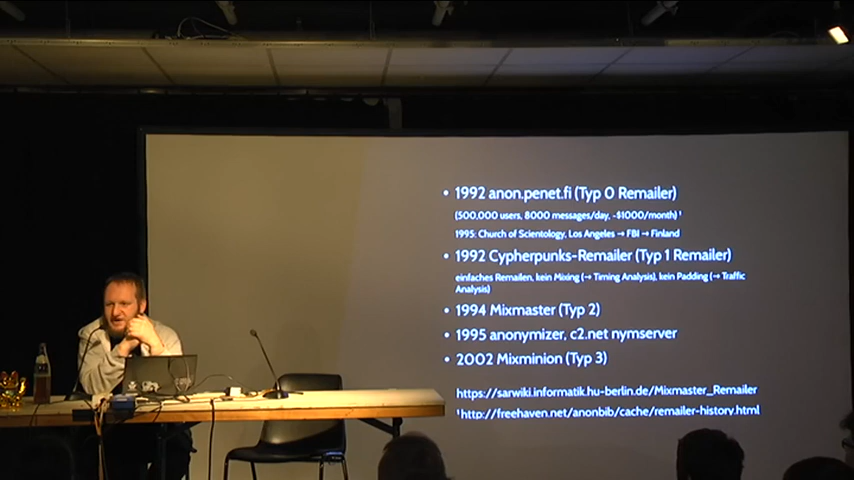 • 1992 anon.penet.fi (Typ 0 Remailer)
(500,000 users, 8000 messages/day, ~$1000/month) ¹
1995: Church of Scientology, Los Angeles → FBI → Finland
• 1992 Cypherpunks-Remailer (Typ 1 Remailer)
einfaches Remailen, kein Mixing (→ Timing Analysis), kein Padding (→ Traffic
Analysis)
• 1994 Mixmaster (Typ 2)
• 1995 anonymizer, c2.net nymserver
• 2002 Mixminion (Typ 3)
https://sarwiki.informatik.hu-berlin.de/Mixmaster_Remailer
¹http://freehaven.net/anonbib/cache/remailer-history.html